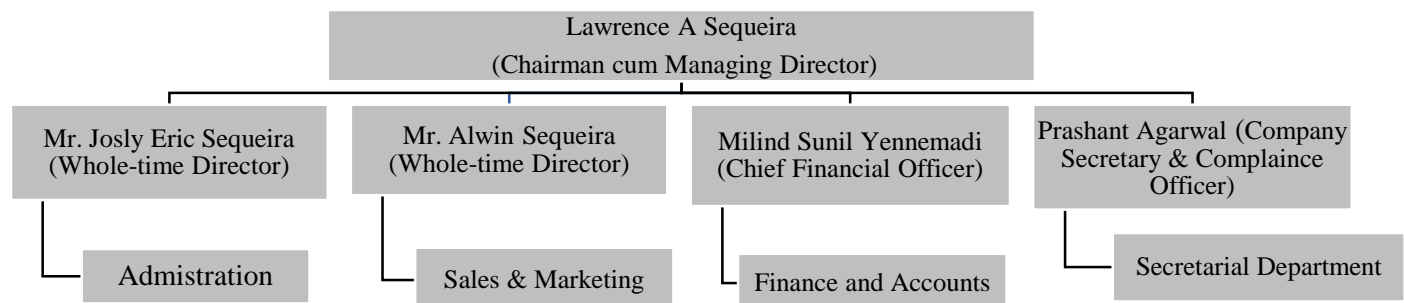 Lawrence A Sequeira
(Chairman cum Managing Director)
Mr. Josly Eric Sequeira
(Whole-time Director)
Mr. Alwin Sequeira
(Whole-time Director)
Milind Sunil Yennemadi
(Chief Financial Officer)
Prashant Agarwal (Company
Secretary & Complaince
Officer)
Admistration
Sales & Marketing
Finance and Accounts
Secretarial Department